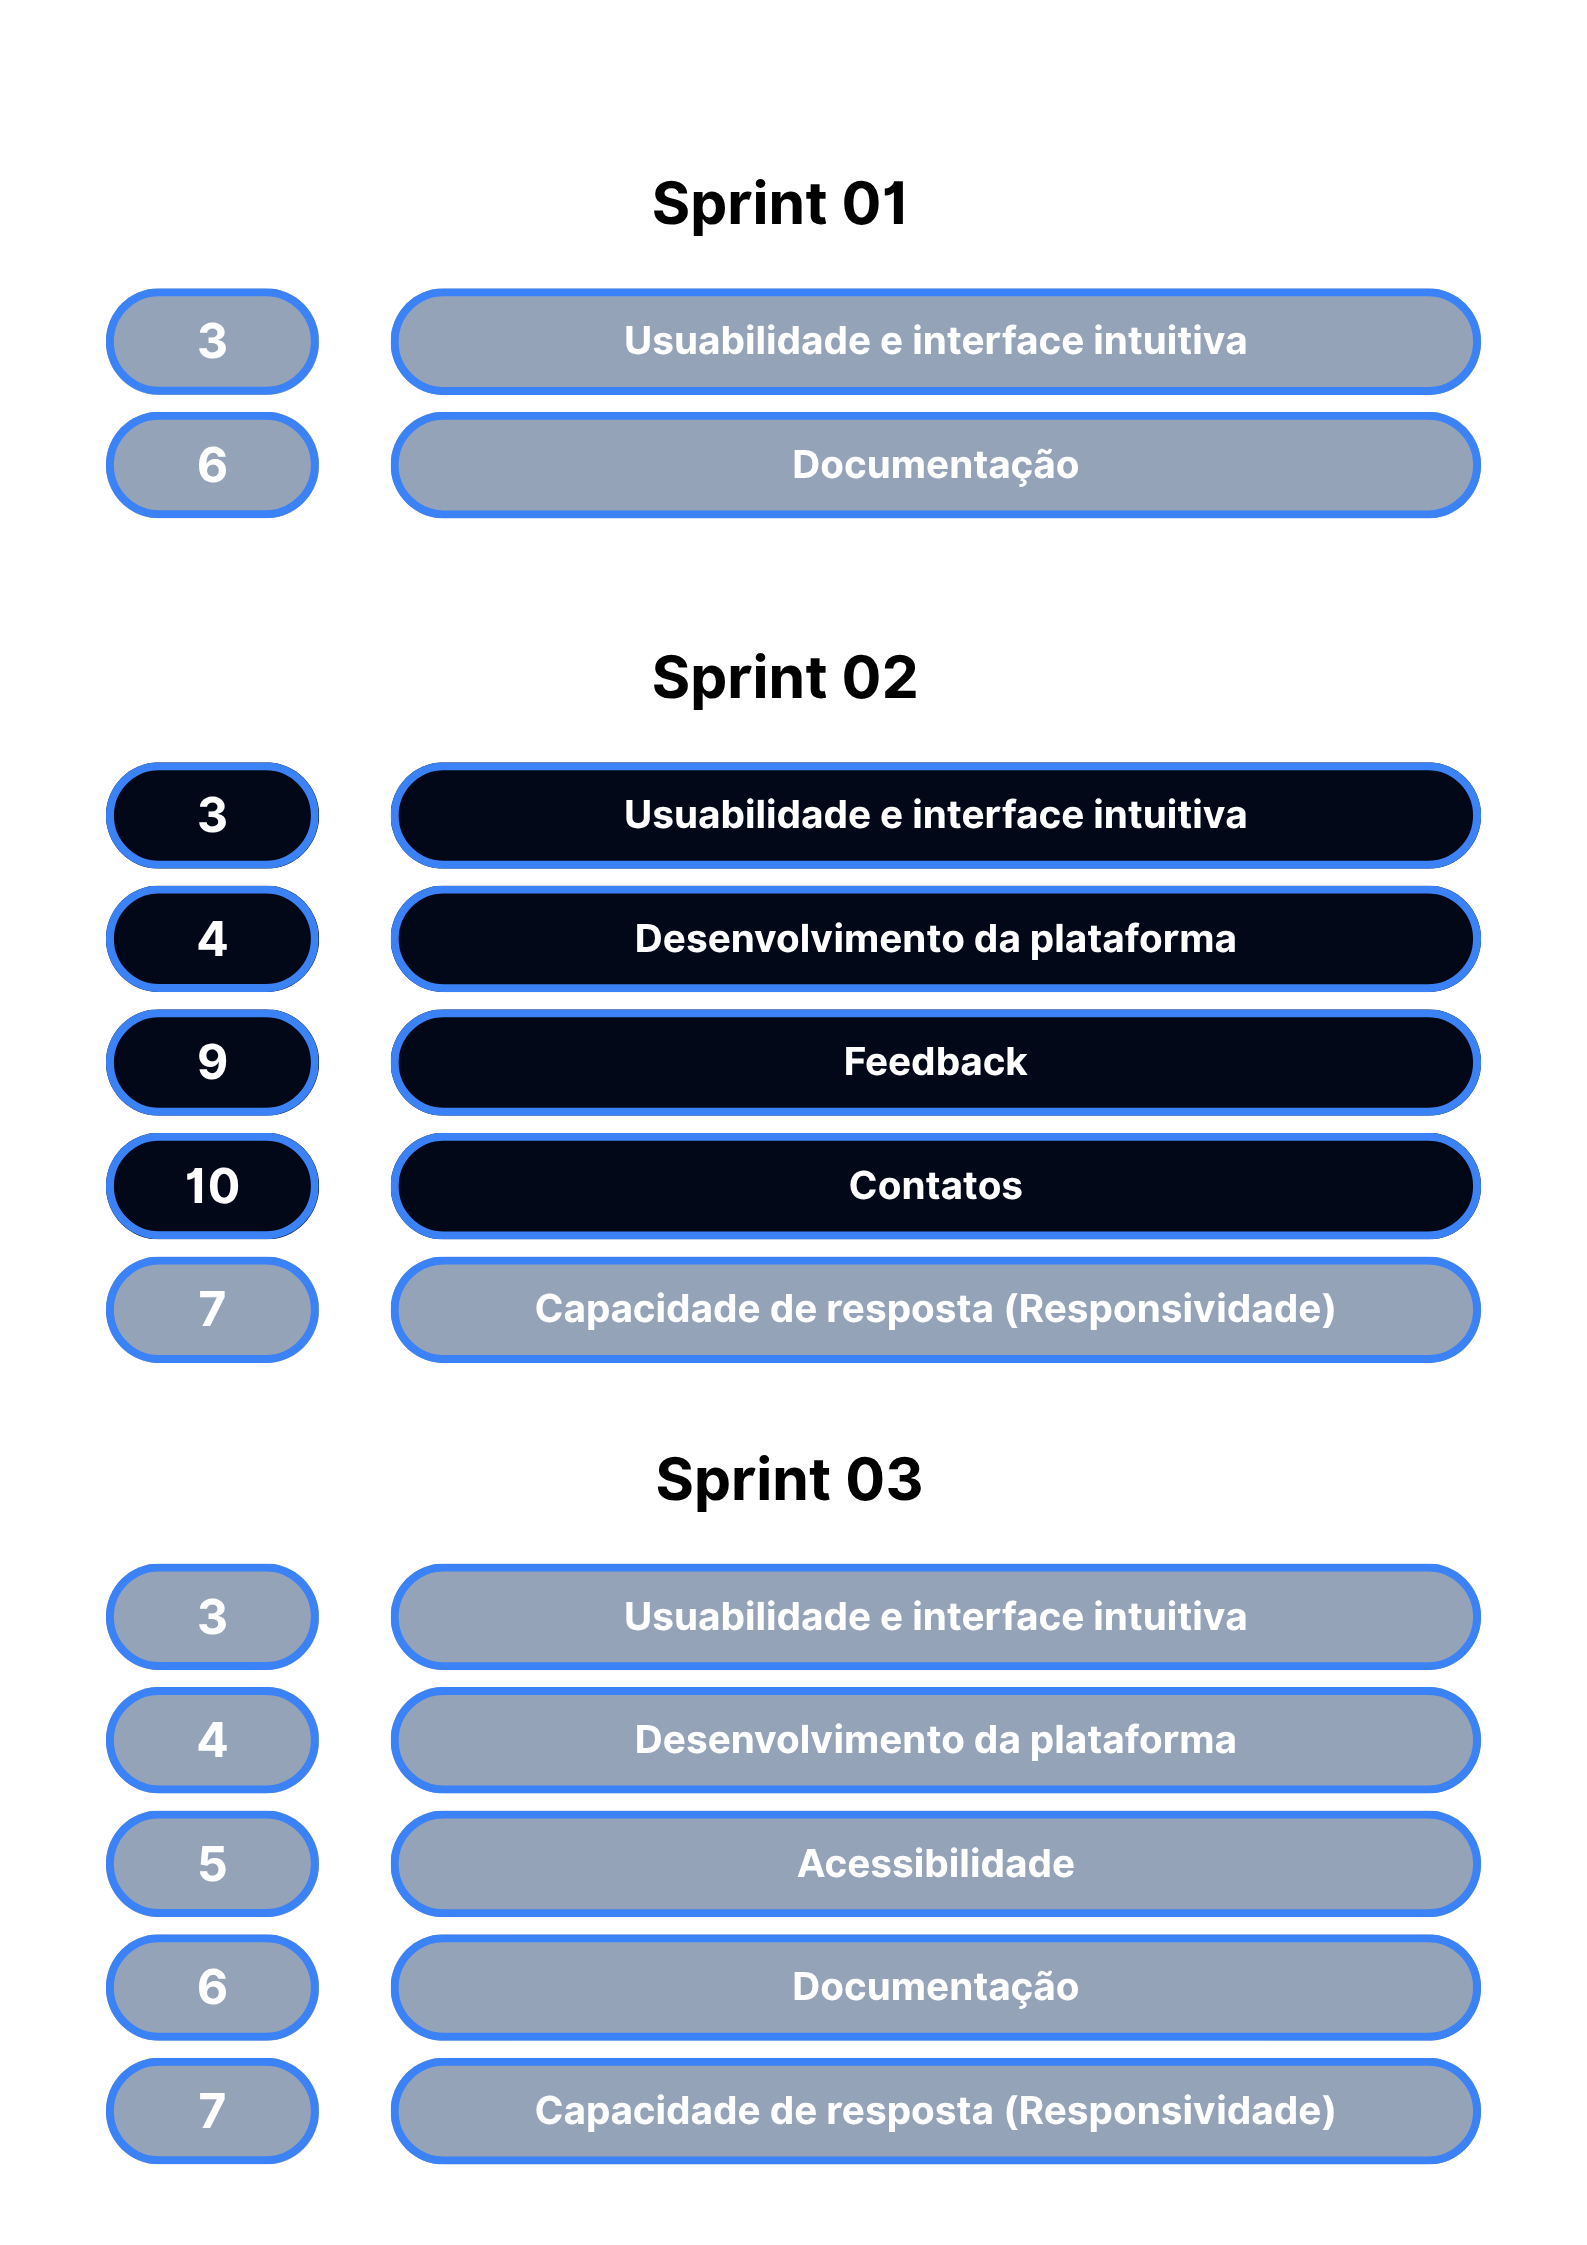 Sprint 01
3 Usuabilidade e interface intuitiva
6 Documentação
Sprint 02
3 Usuabilidade e interface intuitiva
4 Desenvolvimento da plataforma
9 Feedback
10 Contatos
7 Capacidade de resposta (Responsividade)
Sprint 03
3 Usuabilidade e interface intuitiva
4 Desenvolvimento da plataforma
5 Acessibilidade
6 Documentação
7 Capacidade de resposta (Responsividade)